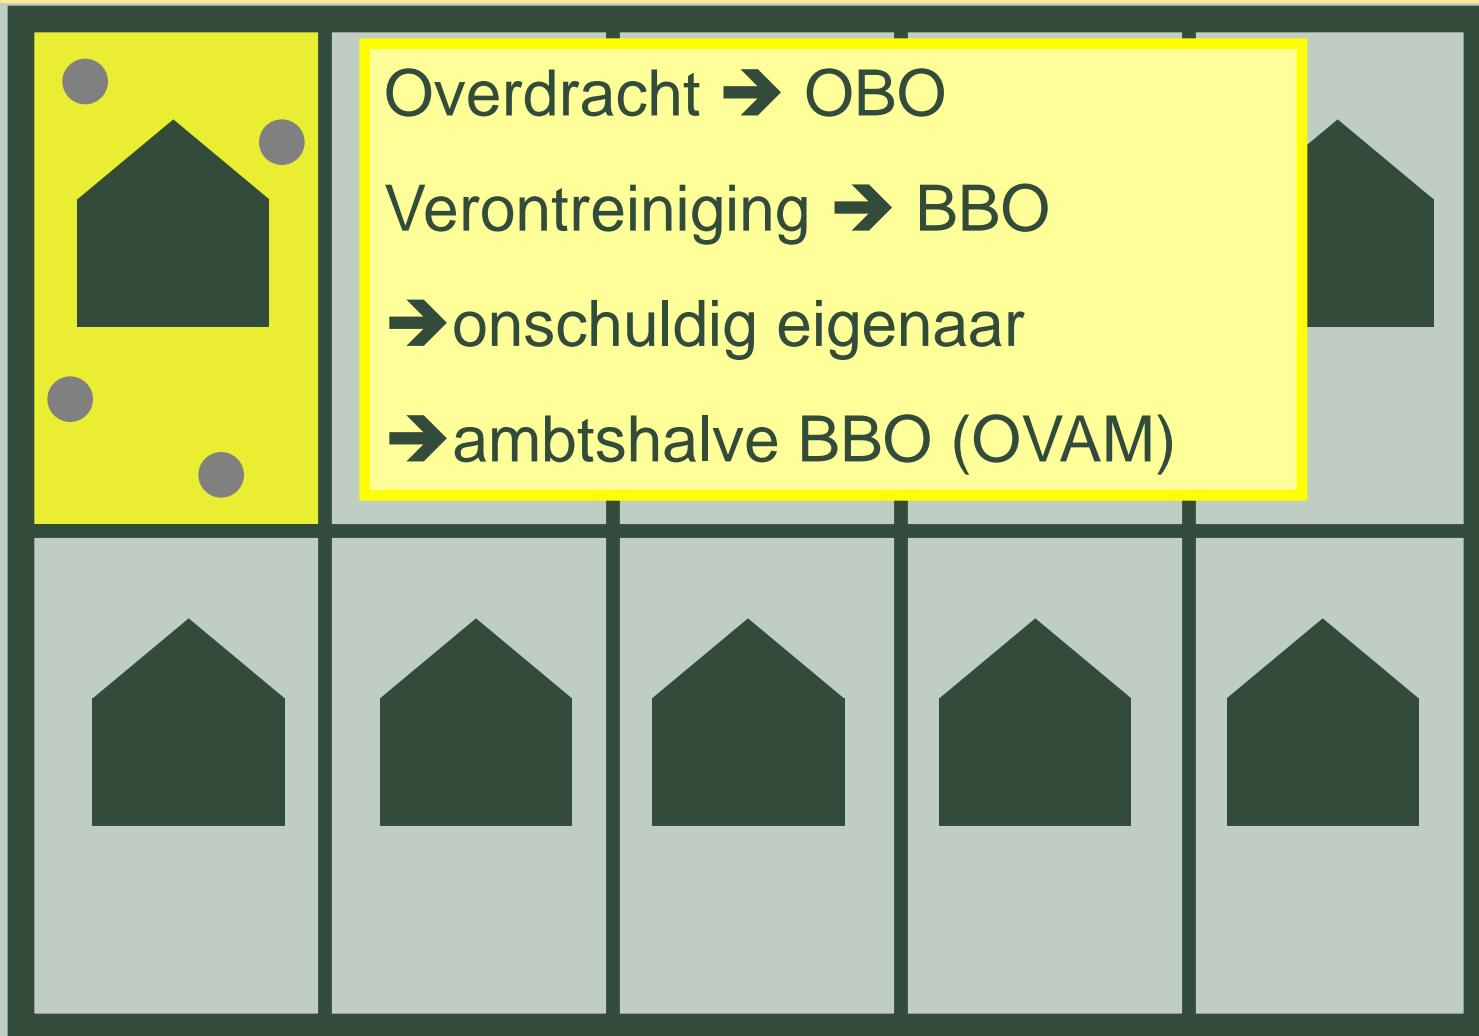 Overdracht ➔ OBO
Verontreiniging ➔ BBO
➔onschuldig eigenaar
➔ambtshalve BBO (OVAM)